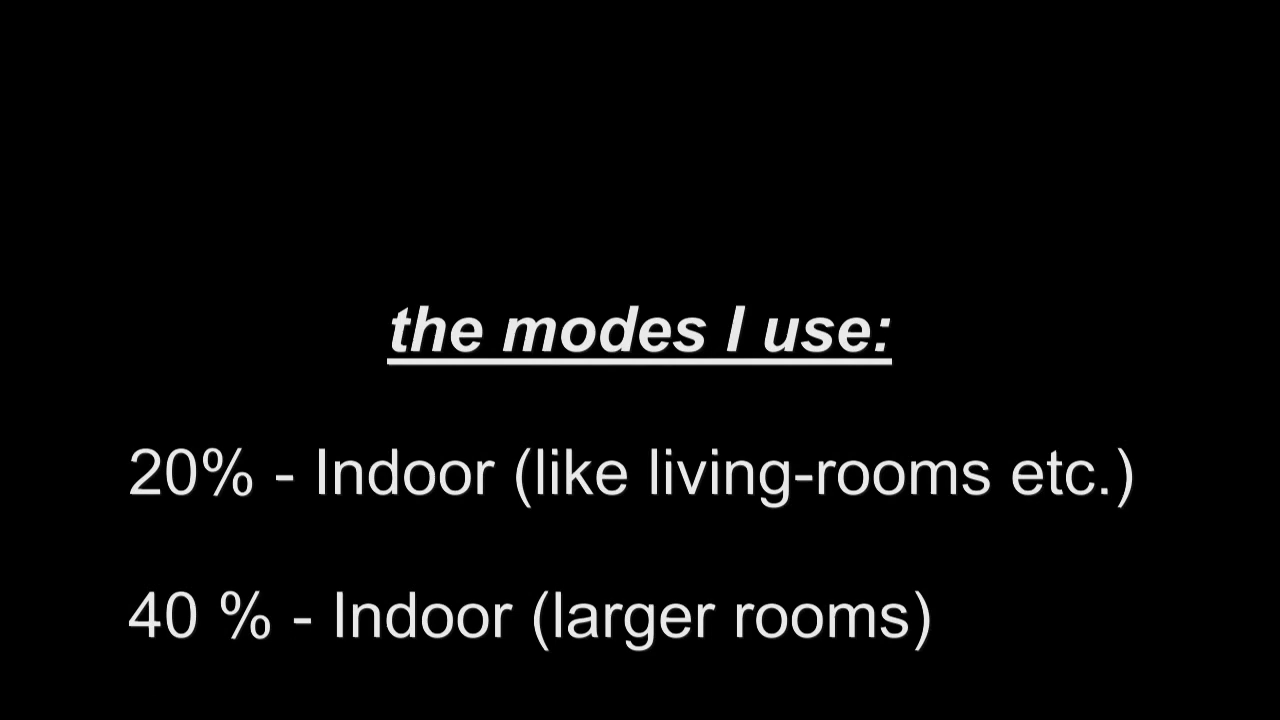 the modes I use:
20% - Indoor (like living-rooms etc.)
40 % - Indoor (larger rooms)